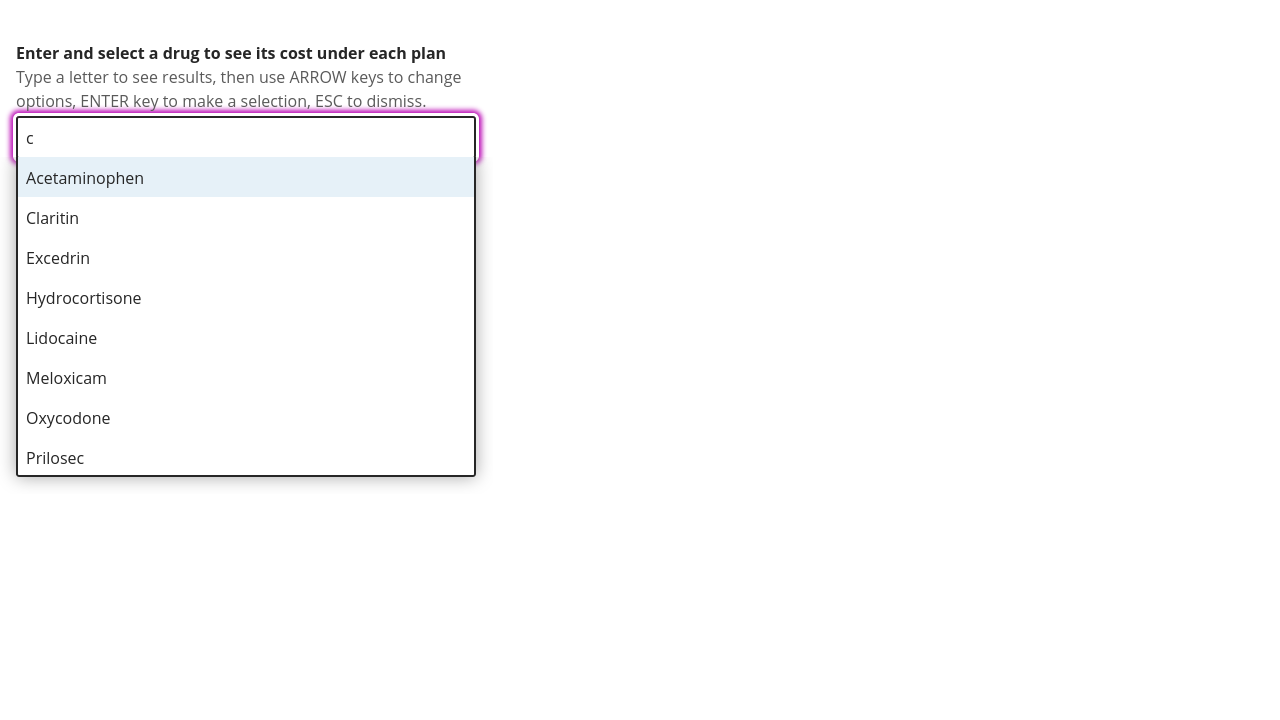 Enter and select a drug to see its cost under each plan
Type a letter to see results, then use ARROW keys to change
options, ENTER key to make a selection, ESC to dismiss.
c
Acetaminophen
Claritin
Excedrin
Hydrocortisone
Lidocaine
Meloxicam
Oxycodone
Prilosec